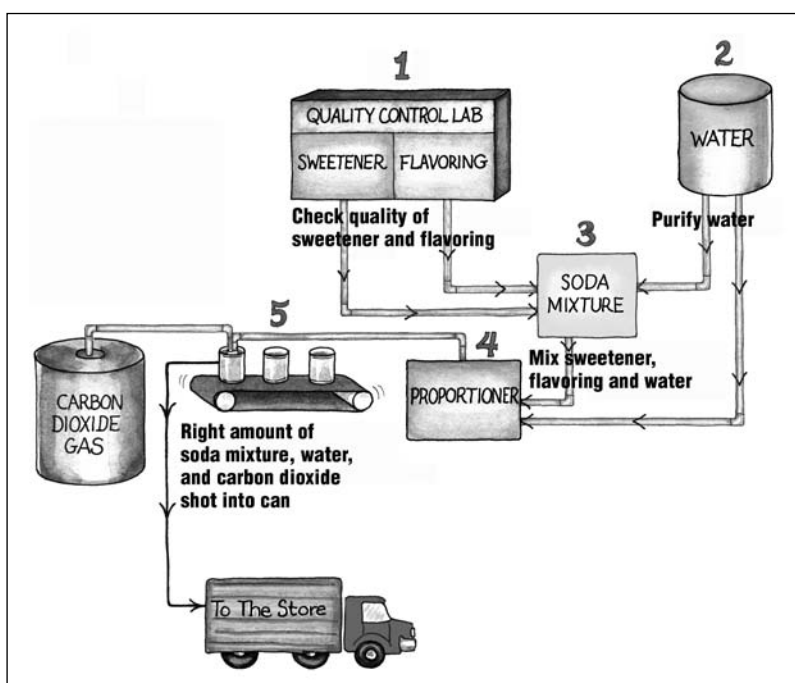 1
QUALITY CONTROL LAB
SWEETENER
FLAVORING
Check quality of
sweetener and flavoring
2
WATER
Purify water
3
SODA
MIXTURE
Mix sweetener,
flavoring and water
4
PROPORTIONER
5
CARBON
DIOXIDE
GAS
Right amount of
soda mixture, water,
and carbon dioxide
shot into can
To The Store